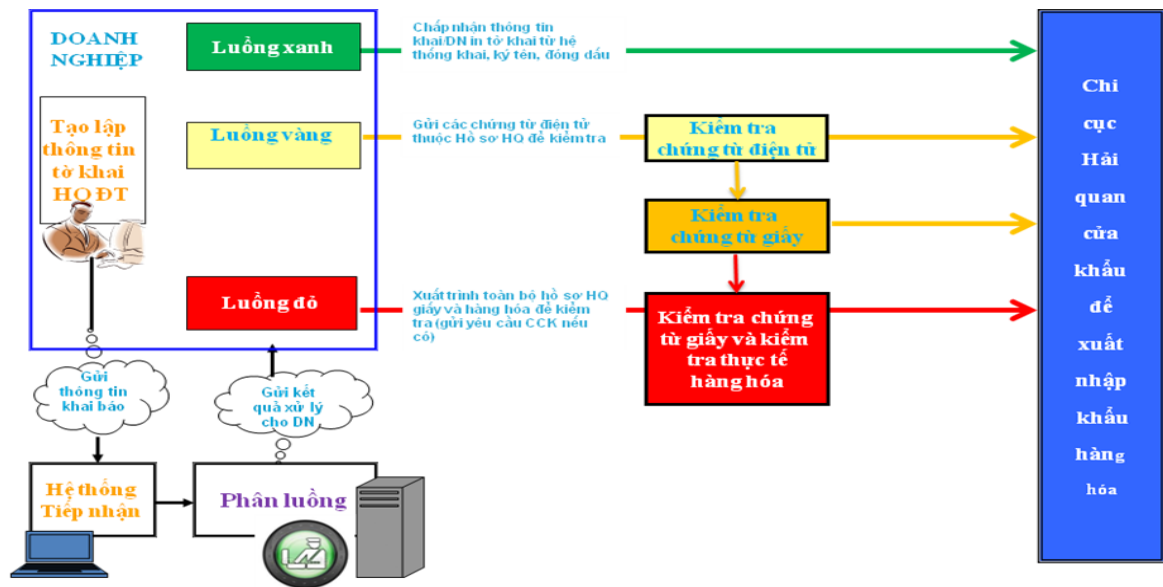 DOANH
NGHIỆP
Tạo lập
thông tin
tờ khai
HQ ĐT
Luồng xanh
Chấp nhận thông tin
khai/DN in tờ khai từ hệ
thống khai, ký tên, đóng dấu
Luồng vàng
Gửi các chứng từ điện tử
thuộc Hồ sơ HQ để kiểm tra
Kiểm tra
chứng từ điện tử
Kiểm tra
chứng từ giấy
Luồng đỏ
Xuất trình toàn bộ hồ sơ HQ
giấy và hàng hóa để kiểm
tra (gửi yêu cầu CCK nếu
có)
Kiểm tra chứng
từ giấy và kiểm
tra thực tế
hàng hóa
Gửi
thông tin
khai báo
Gửi kết
quả xử lý
cho DN
Hệ thống
Tiếp nhận
Phân luồng
Chi
cục
Hải
quan
cửa
khẩu
để
xuất
nhập
khẩu
hàng
hóa